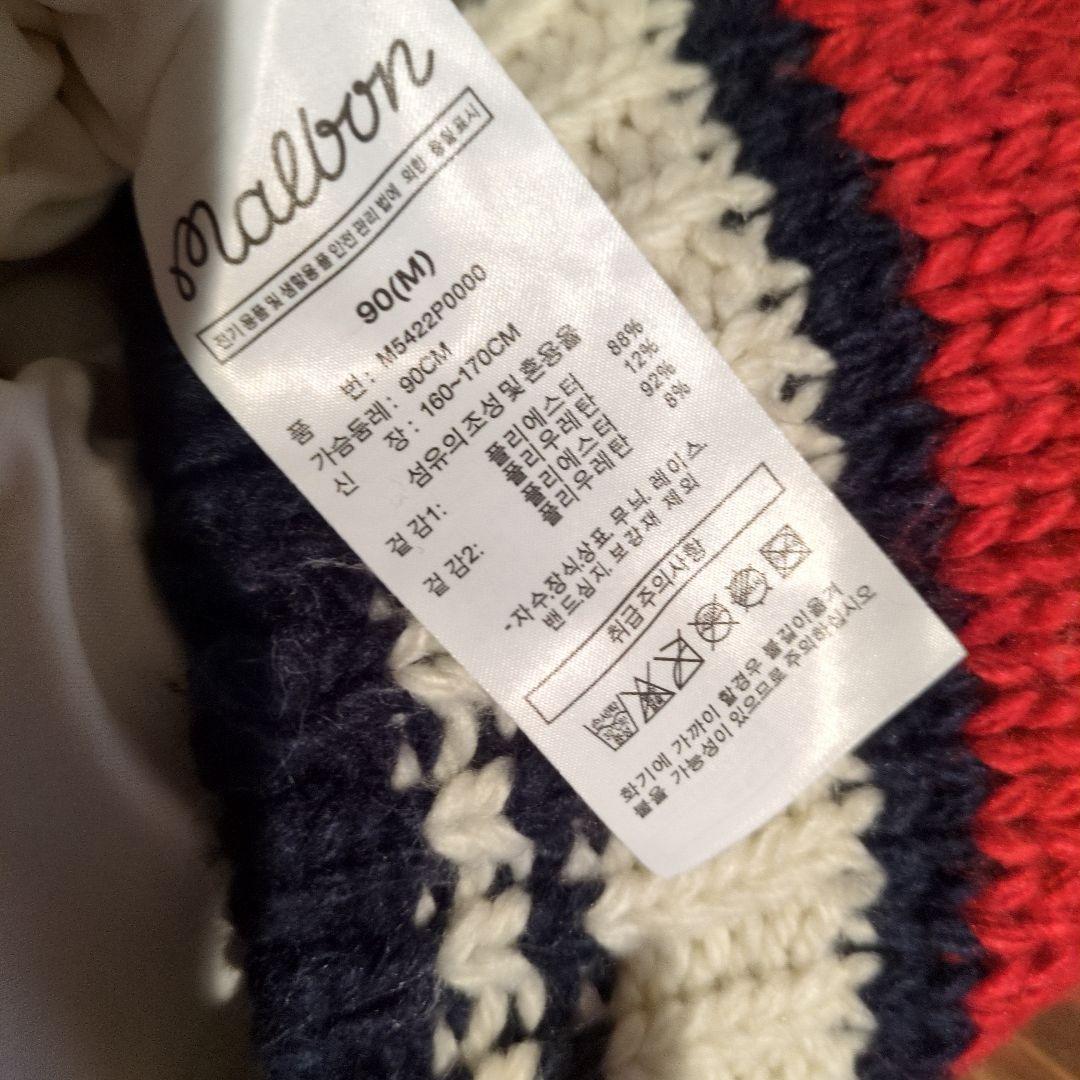 malbon
전기용품 및 생활용품 안전관리 법에 의한 품질표시
90(M)
품 번: M5422P0000
가슴둘레: 90CM
신 장: 160~170CM
섬유의 조성 및 혼용율
겉 감1: 폴리에스터 88%
폴리우레탄 12%
겉 감2: 폴리에스터 92%
폴리우레탄 8%
-자수,장식,상표, 무늬, 레이스,
밴드,심지, 보강재 제외
취급주의사항
손세탁
화기에 가까이 할경우 불길이옮겨
붙을 가능성이 있으므로 주의하십시오